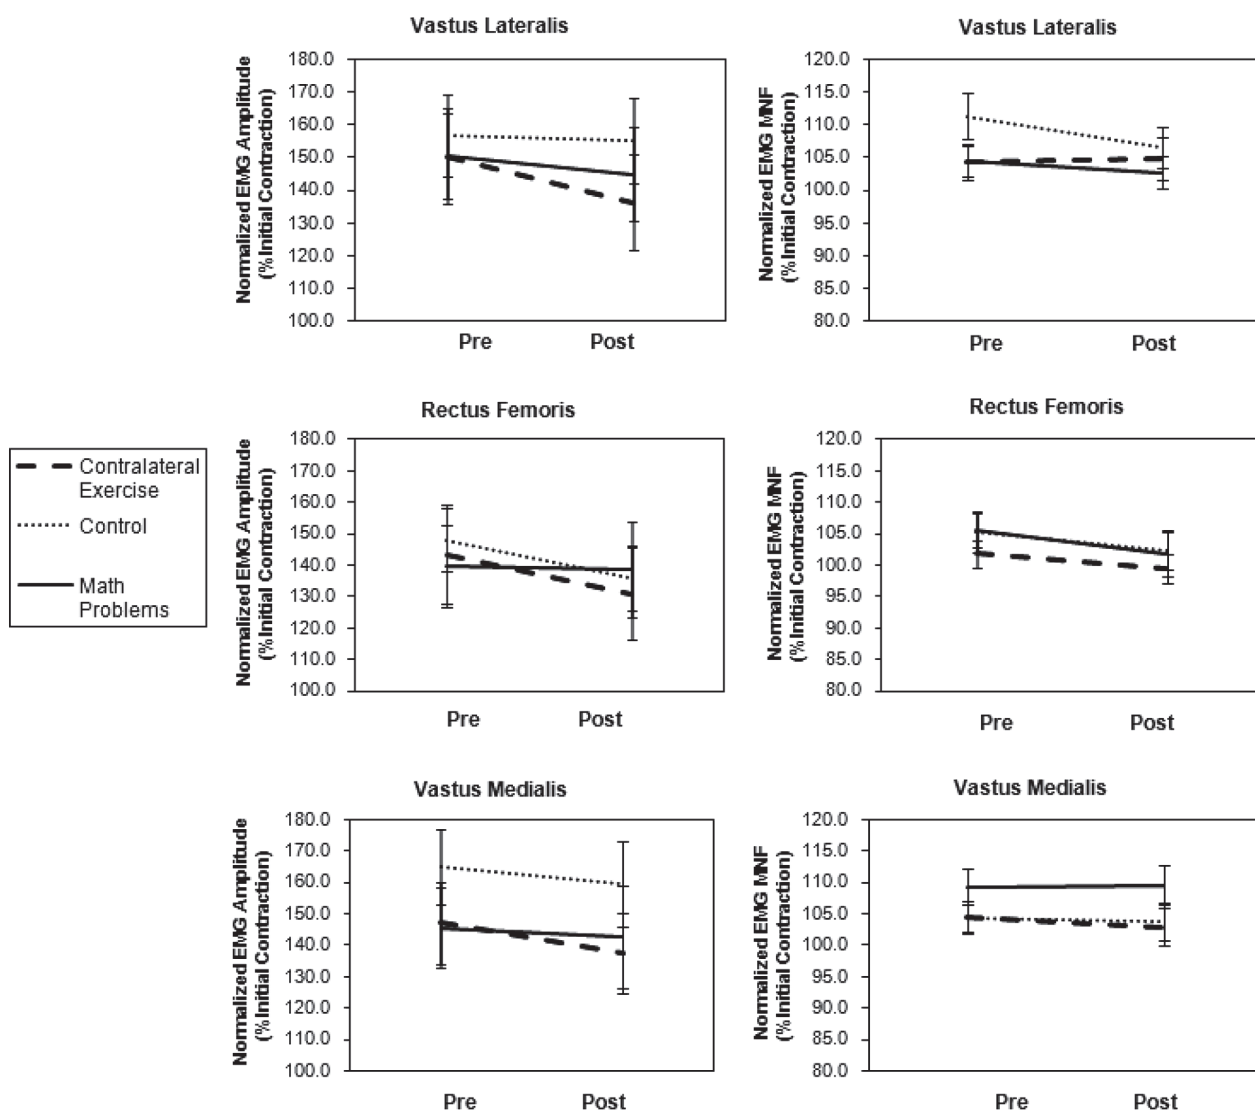 Vastus Lateralis
Normalized EMG Amplitude
(%Initial Contraction)
180.0
170.0
160.0
150.0
140.0
130.0
120.0
110.0
100.0
Pre
Post
Vastus Lateralis
Normalized EMG MNF
(%Initial Contraction)
120.0
115.0
110.0
105.0
100.0
95.0
90.0
85.0
80.0
Pre
Post
Contralateral
Exercise
Control
Math
Problems
Rectus Femoris
Normalized EMG Amplitude
(%Initial Contraction)
180.0
170.0
160.0
150.0
140.0
130.0
120.0
110.0
100.0
Pre
Post
Rectus Femoris
Normalized EMG MNF
(%Initial Contraction)
120.0
115.0
110.0
105.0
100.0
95.0
90.0
85.0
80.0
Pre
Post
Vastus Medialis
Normalized EMG Amplitude
(%Initial Contraction)
180.0
170.0
160.0
150.0
140.0
130.0
120.0
110.0
100.0
Pre
Post
Vastus Medialis
Normalized EMG MNF
(%Initial Contraction)
120.0
115.0
110.0
105.0
100.0
95.0
90.0
85.0
80.0
Pre
Post